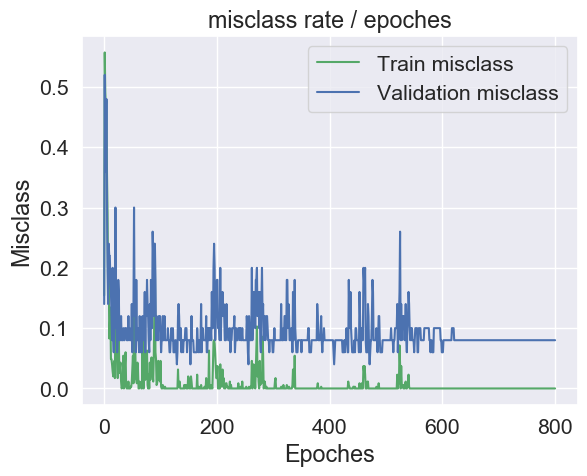 misclass rate / epoches
Train misclass
Validation misclass
Misclass
0.5
0.4
0.3
0.2
0.1
0.0
0
200
400
600
800
Epoches